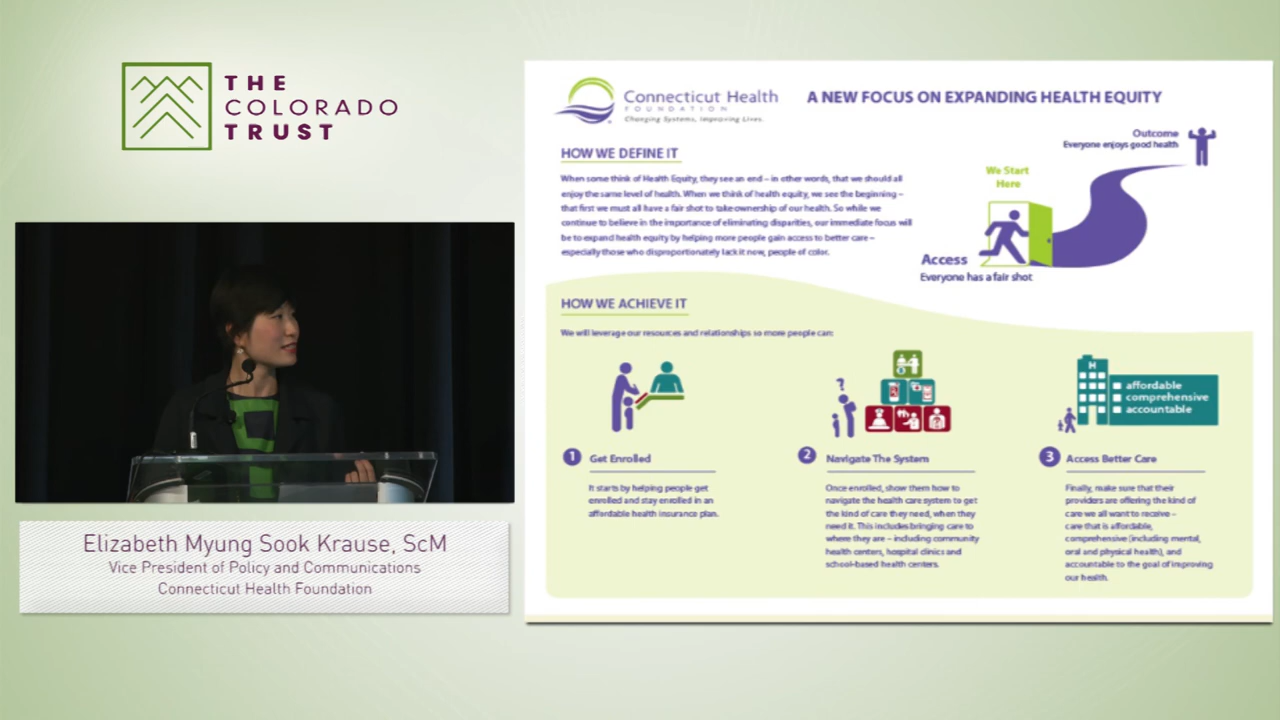 THE
COLORADO
TRUST
Elizabeth Myung Sook Krause, ScM
Vice President of Policy and Communications
Connecticut Health Foundation
Connecticut Health
FOUNDATION
Changing Systems, Improving Lives.
A NEW FOCUS ON EXPANDING HEALTH EQUITY
HOW WE DEFINE IT
When some think of Health Equity, they see an end – in other words, that we should all
enjoy the same level of health. When we think of health equity, we see the beginning –
that first we must all have a fair shot to take ownership of our health. So while we
continue to believe in the importance of eliminating disparities, our immediate focus will
be to expand health equity by helping more people gain access to better care –
especially those who disproportionately lack it now, people of color.
Outcome
Everyone enjoys good health
We Start
Here
Access
Everyone has a fair shot
HOW WE ACHIEVE IT
We will leverage our resources and relationships so more people can:
?
H
affordable
comprehensive
accountable
1 Get Enrolled
It starts by helping people get
enrolled and stay enrolled in an
affordable health insurance plan.
2 Navigate The System
Once enrolled, show them how to
navigate the health care system to get
the kind of care they need, when they
need it. This includes bringing care to
where they are – including community
health centers, hospital clinics and
school-based health centers.
3 Access Better Care
Finally, make sure that their
providers are offering the kind of
care we all want to receive –
care that is affordable,
comprehensive (including mental,
oral and physical health), and
accountable to the goal of improving
our health.